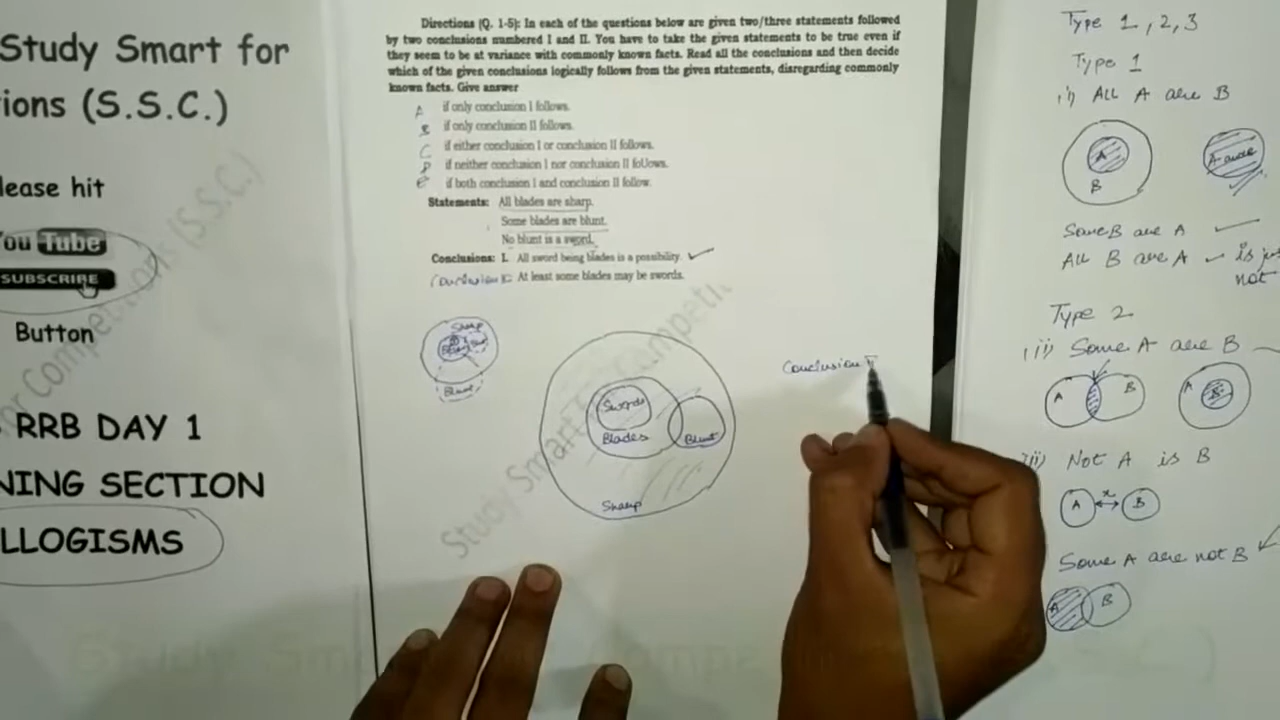 Study Smart for
ions (S.S.C.)
lease hit
You Tube
SUBSCRIBE
Button
RRB DAY 1
NING SECTION
LLOGISMS
Directions (Q. 1-5): In each of the questions below are given two/three statements followed
by two conclusions numbered I and II. You have to take the given statements to be true even if
they seem to be at variance with commonly known facts. Read all the conclusions and then decide
which of the given conclusions logically follows from the given statements, disregarding commonly
known facts. Give answer
A if only conclusion I follows.
B if only conclusion II follows.
C if either conclusion I or conclusion II follows.
D if neither conclusion I nor conclusion II foUows.
E if both conclusion I and conclusion II follow.
Statements: All blades are sharp.
Some blades are blunt.
No blunt is a sword.
Conclusions: I. All sword being blades is a possibility.
Conclusion II: At least some blades may be swords.
Sharp
Blunt
Swords
Blades
Blunt
Sharp
Conclusion
Study Smart
Competi
Type 1, 2, 3
Type 1
i) All A are B
A
B
A are
Some B are A
All B are A is ju
not
Type 2
(ii) Some A are B
A B
A B
iii) Not A is B
A x B
Some A are not B
A B